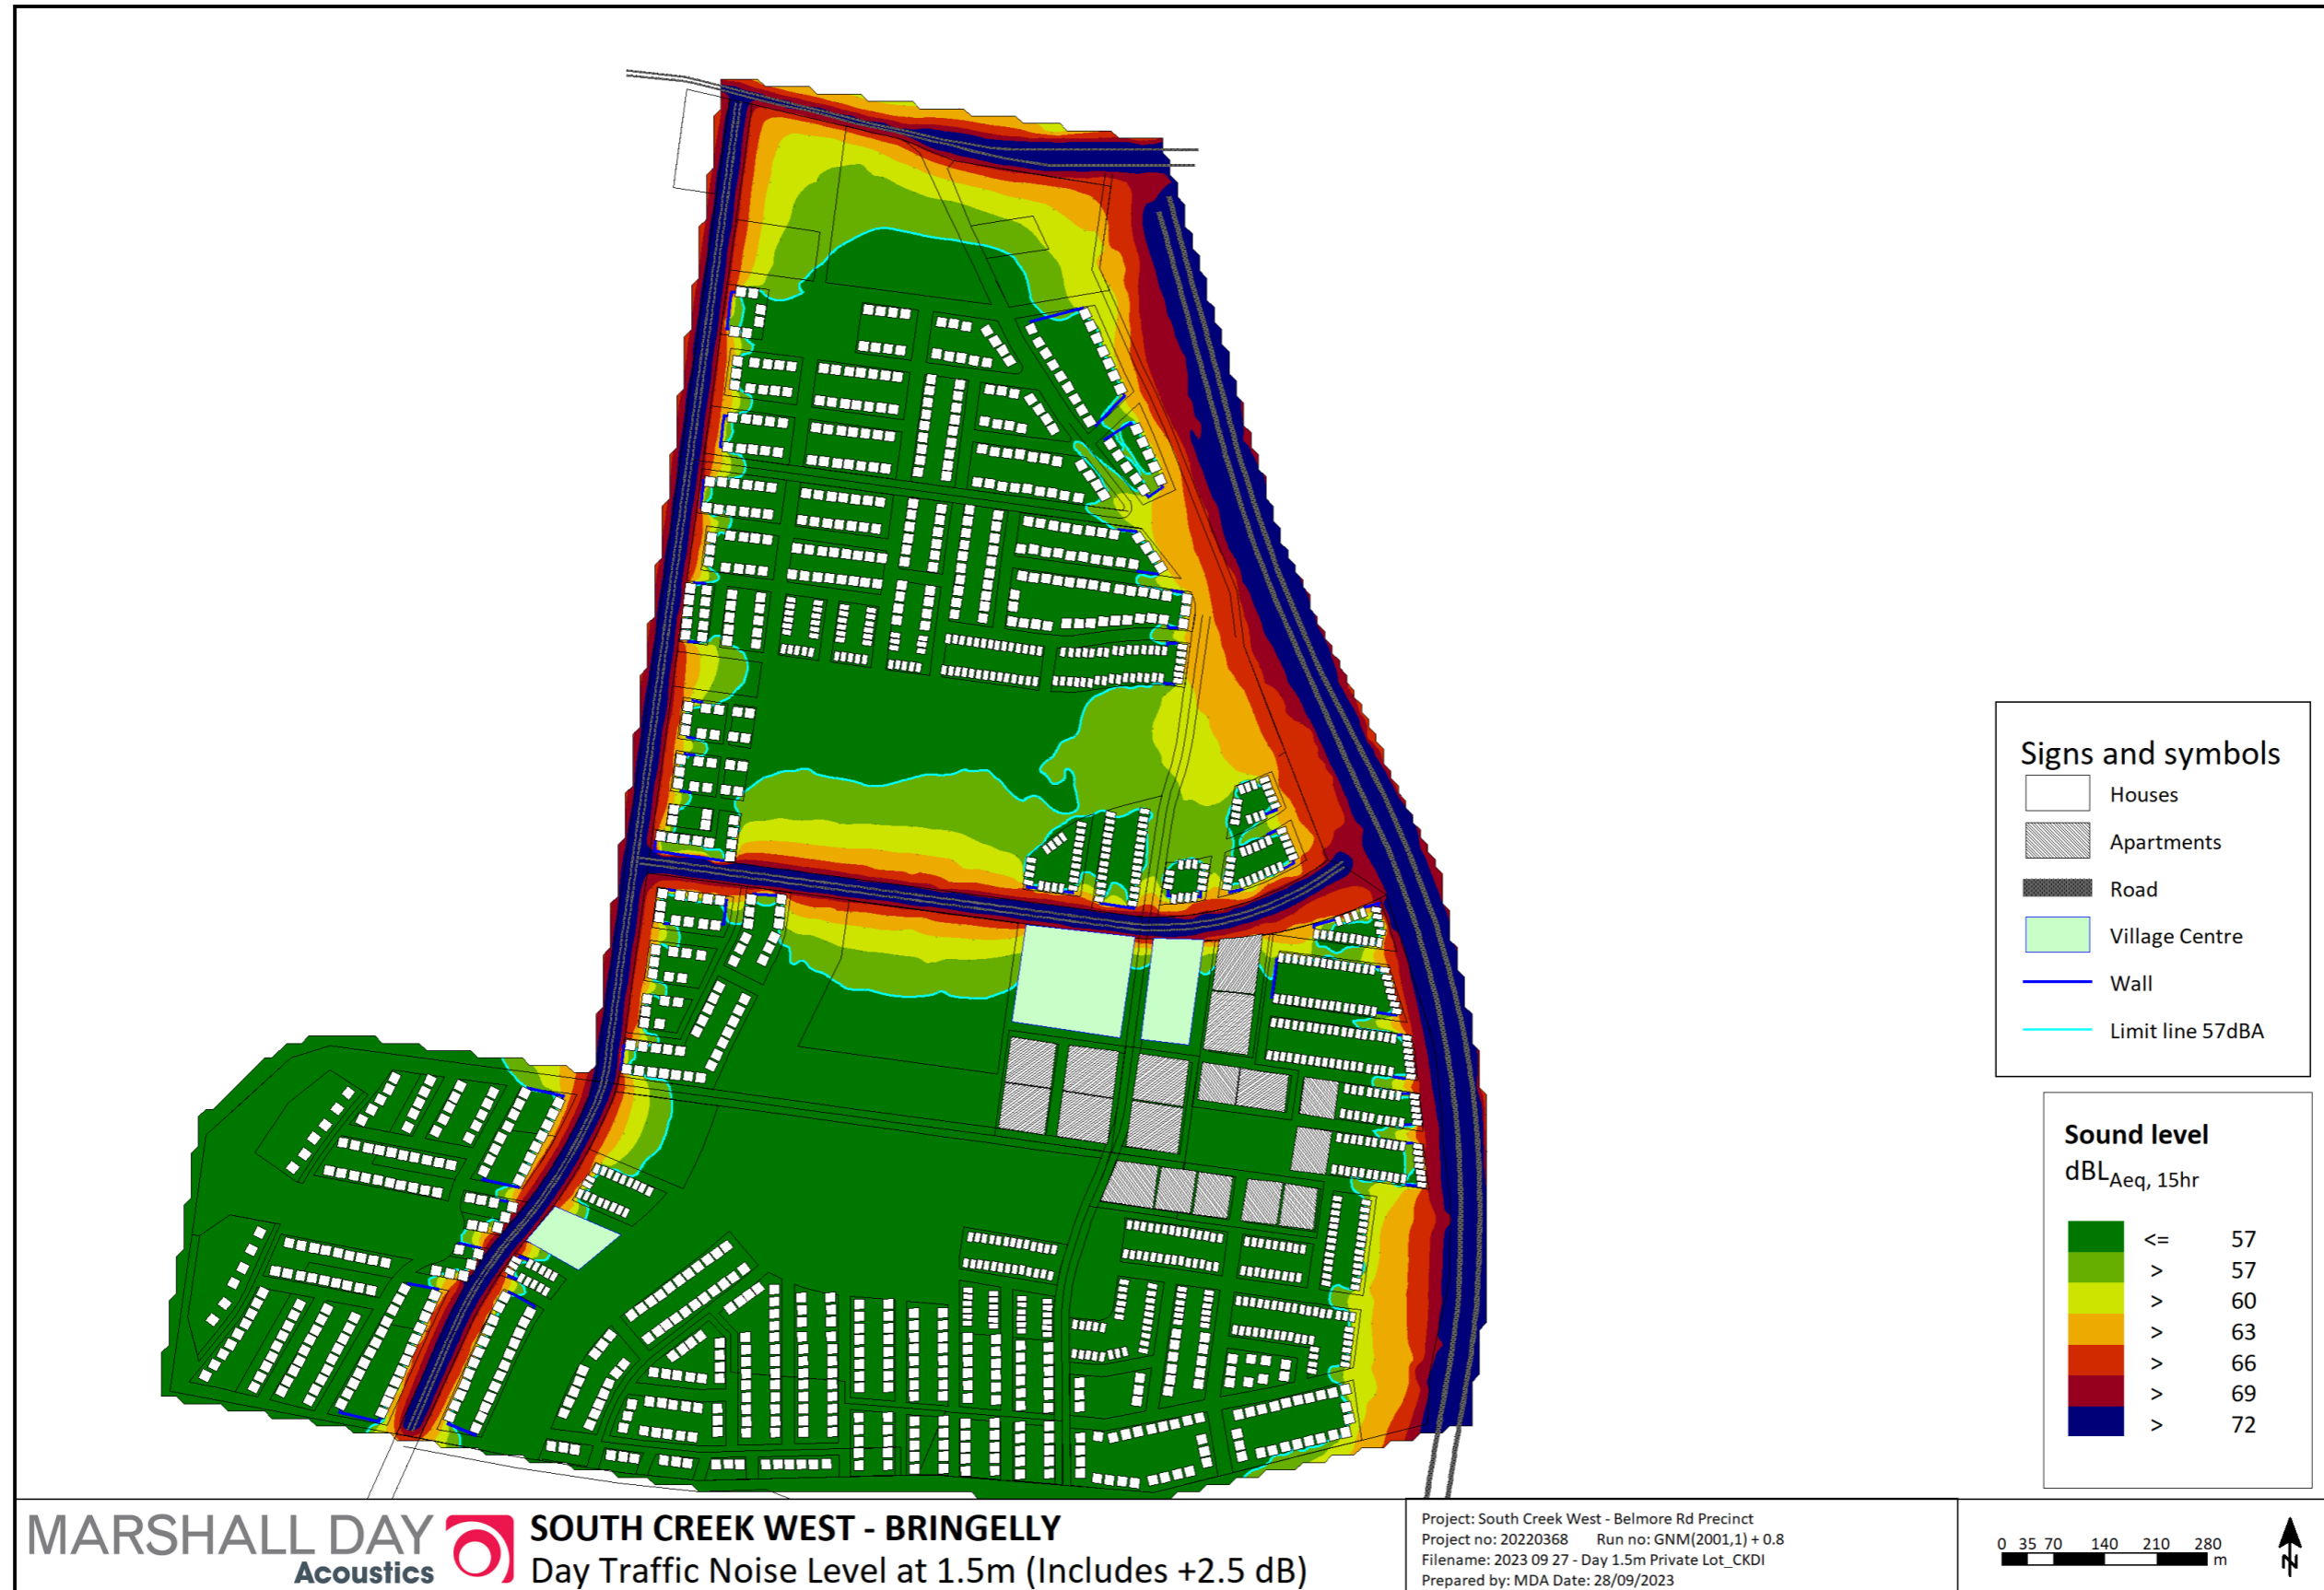 Signs and symbols
Houses
Apartments
Road
Village Centre
Wall
Limit line 57dBA
Sound level
dBLAeq, 15hr
<= 57
> 57
> 60
> 63
> 66
> 69
> 72
MARSHALL DAY
Acoustics
SOUTH CREEK WEST - BRINGELLY
Day Traffic Noise Level at 1.5m (Includes +2.5 dB)
Project: South Creek West - Belmore Rd Precinct
Project no: 20220368 Run no: GNM(2001,1) + 0.8
Filename: 2023 09 27 - Day 1.5m Private Lot_CKDI
Prepared by: MDA Date: 28/09/2023
0 35 70 140 210 280
m
N